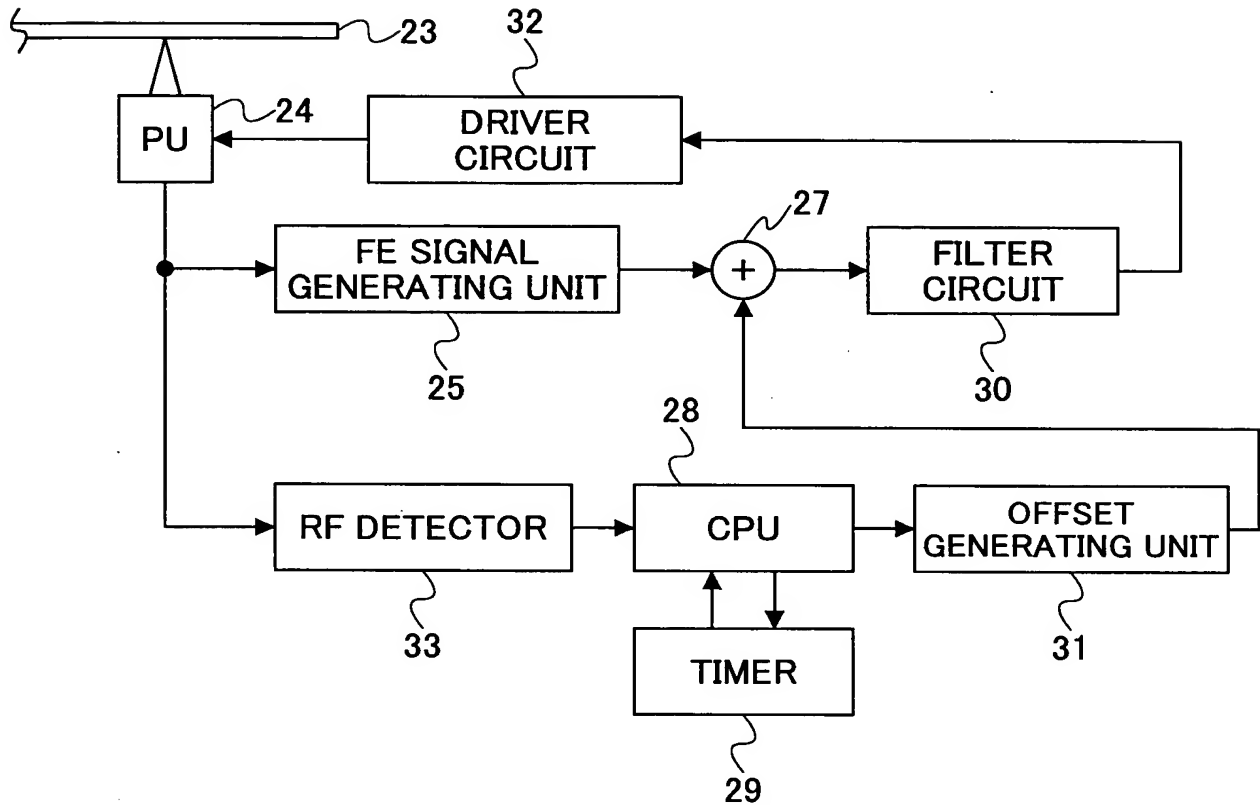 23
32
24
PU
DRIVER
CIRCUIT
27
FE SIGNAL
GENERATING UNIT
+
FILTER
CIRCUIT
25
30
28
RF DETECTOR
CPU
OFFSET
GENERATING UNIT
33
31
TIMER
29